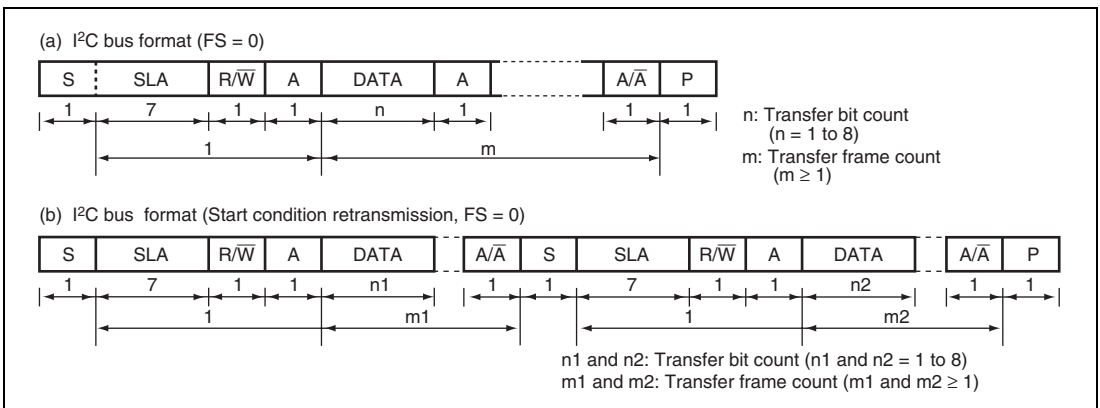 (a) I²C bus format (FS = 0)
S SLA R/W̅ A DATA A A/A̅ P
1 7 1 1 n 1 1 1
1 m
n: Transfer bit count
(n = 1 to 8)
m: Transfer frame count
(m ≥ 1)
(b) I²C bus format (Start condition retransmission, FS = 0)
S SLA R/W̅ A DATA A/A̅ S SLA R/W̅ A DATA A/A̅ P
1 7 1 1 n1 1 1 7 1 1 n2 1 1
1 m1 1 m2
n1 and n2: Transfer bit count (n1 and n2 = 1 to 8)
m1 and m2: Transfer frame count (m1 and m2 ≥ 1)